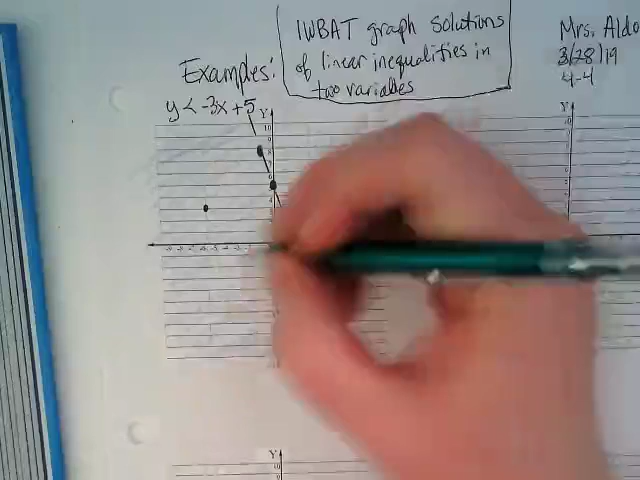 IWBAT graph solutions
of linear inequalities in
two variables
Mrs. Aldo
3/28/19
4-4
Examples:
y < -3x + 5
Y
Y
Y